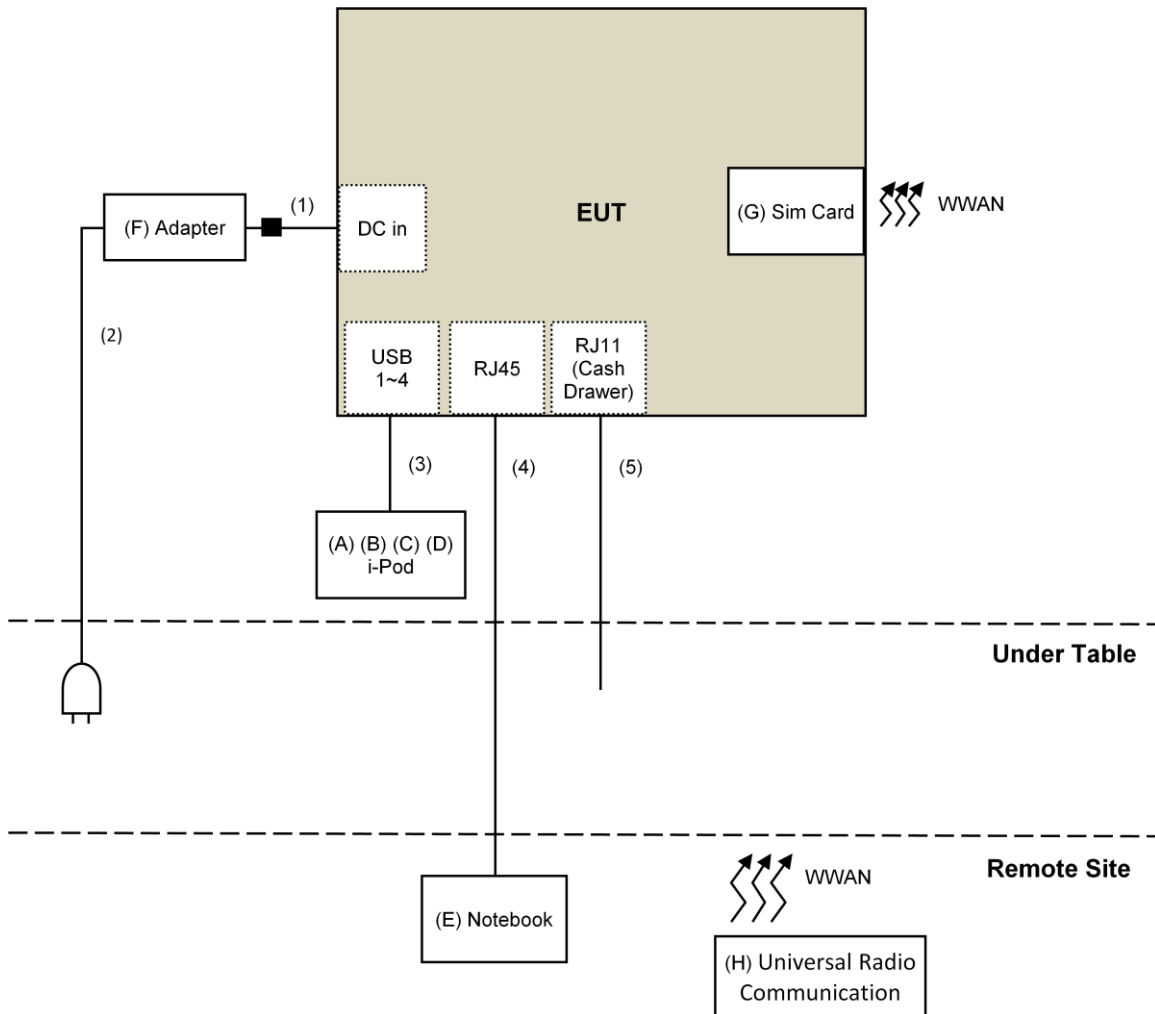 EUT
(G) Sim Card
WWAN
(1)
(F) Adapter
DC in
(2)
USB
1~4
RJ45
RJ11
(Cash
Drawer)
(3)
(4)
(5)
(A) (B) (C) (D)
i-Pod
Under Table
Remote Site
WWAN
(E) Notebook
(H) Universal Radio
Communication